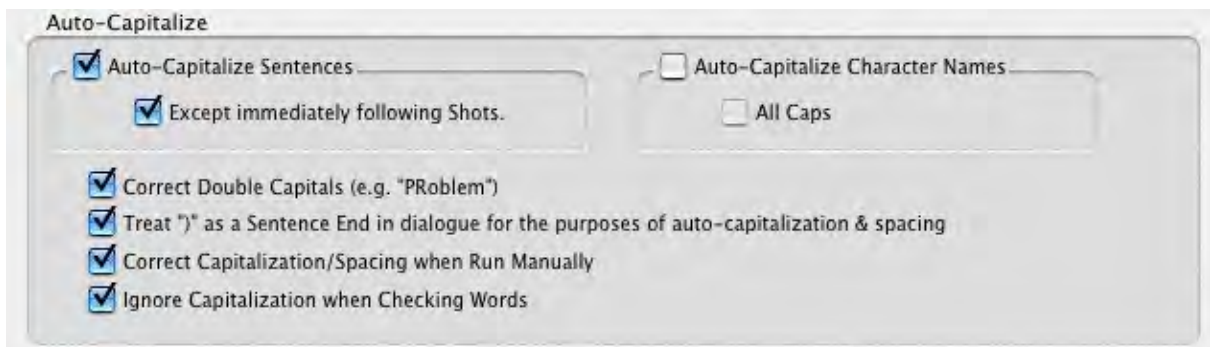 Auto-Capitalize
Auto-Capitalize Sentences
Auto-Capitalize Character Names
Except immediately following Shots.
All Caps
Correct Double Capitals (e.g. "PRoblem")
Treat ")" as a Sentence End in dialogue for the purposes of auto-capitalization & spacing
Correct Capitalization/Spacing when Run Manually
Ignore Capitalization when Checking Words